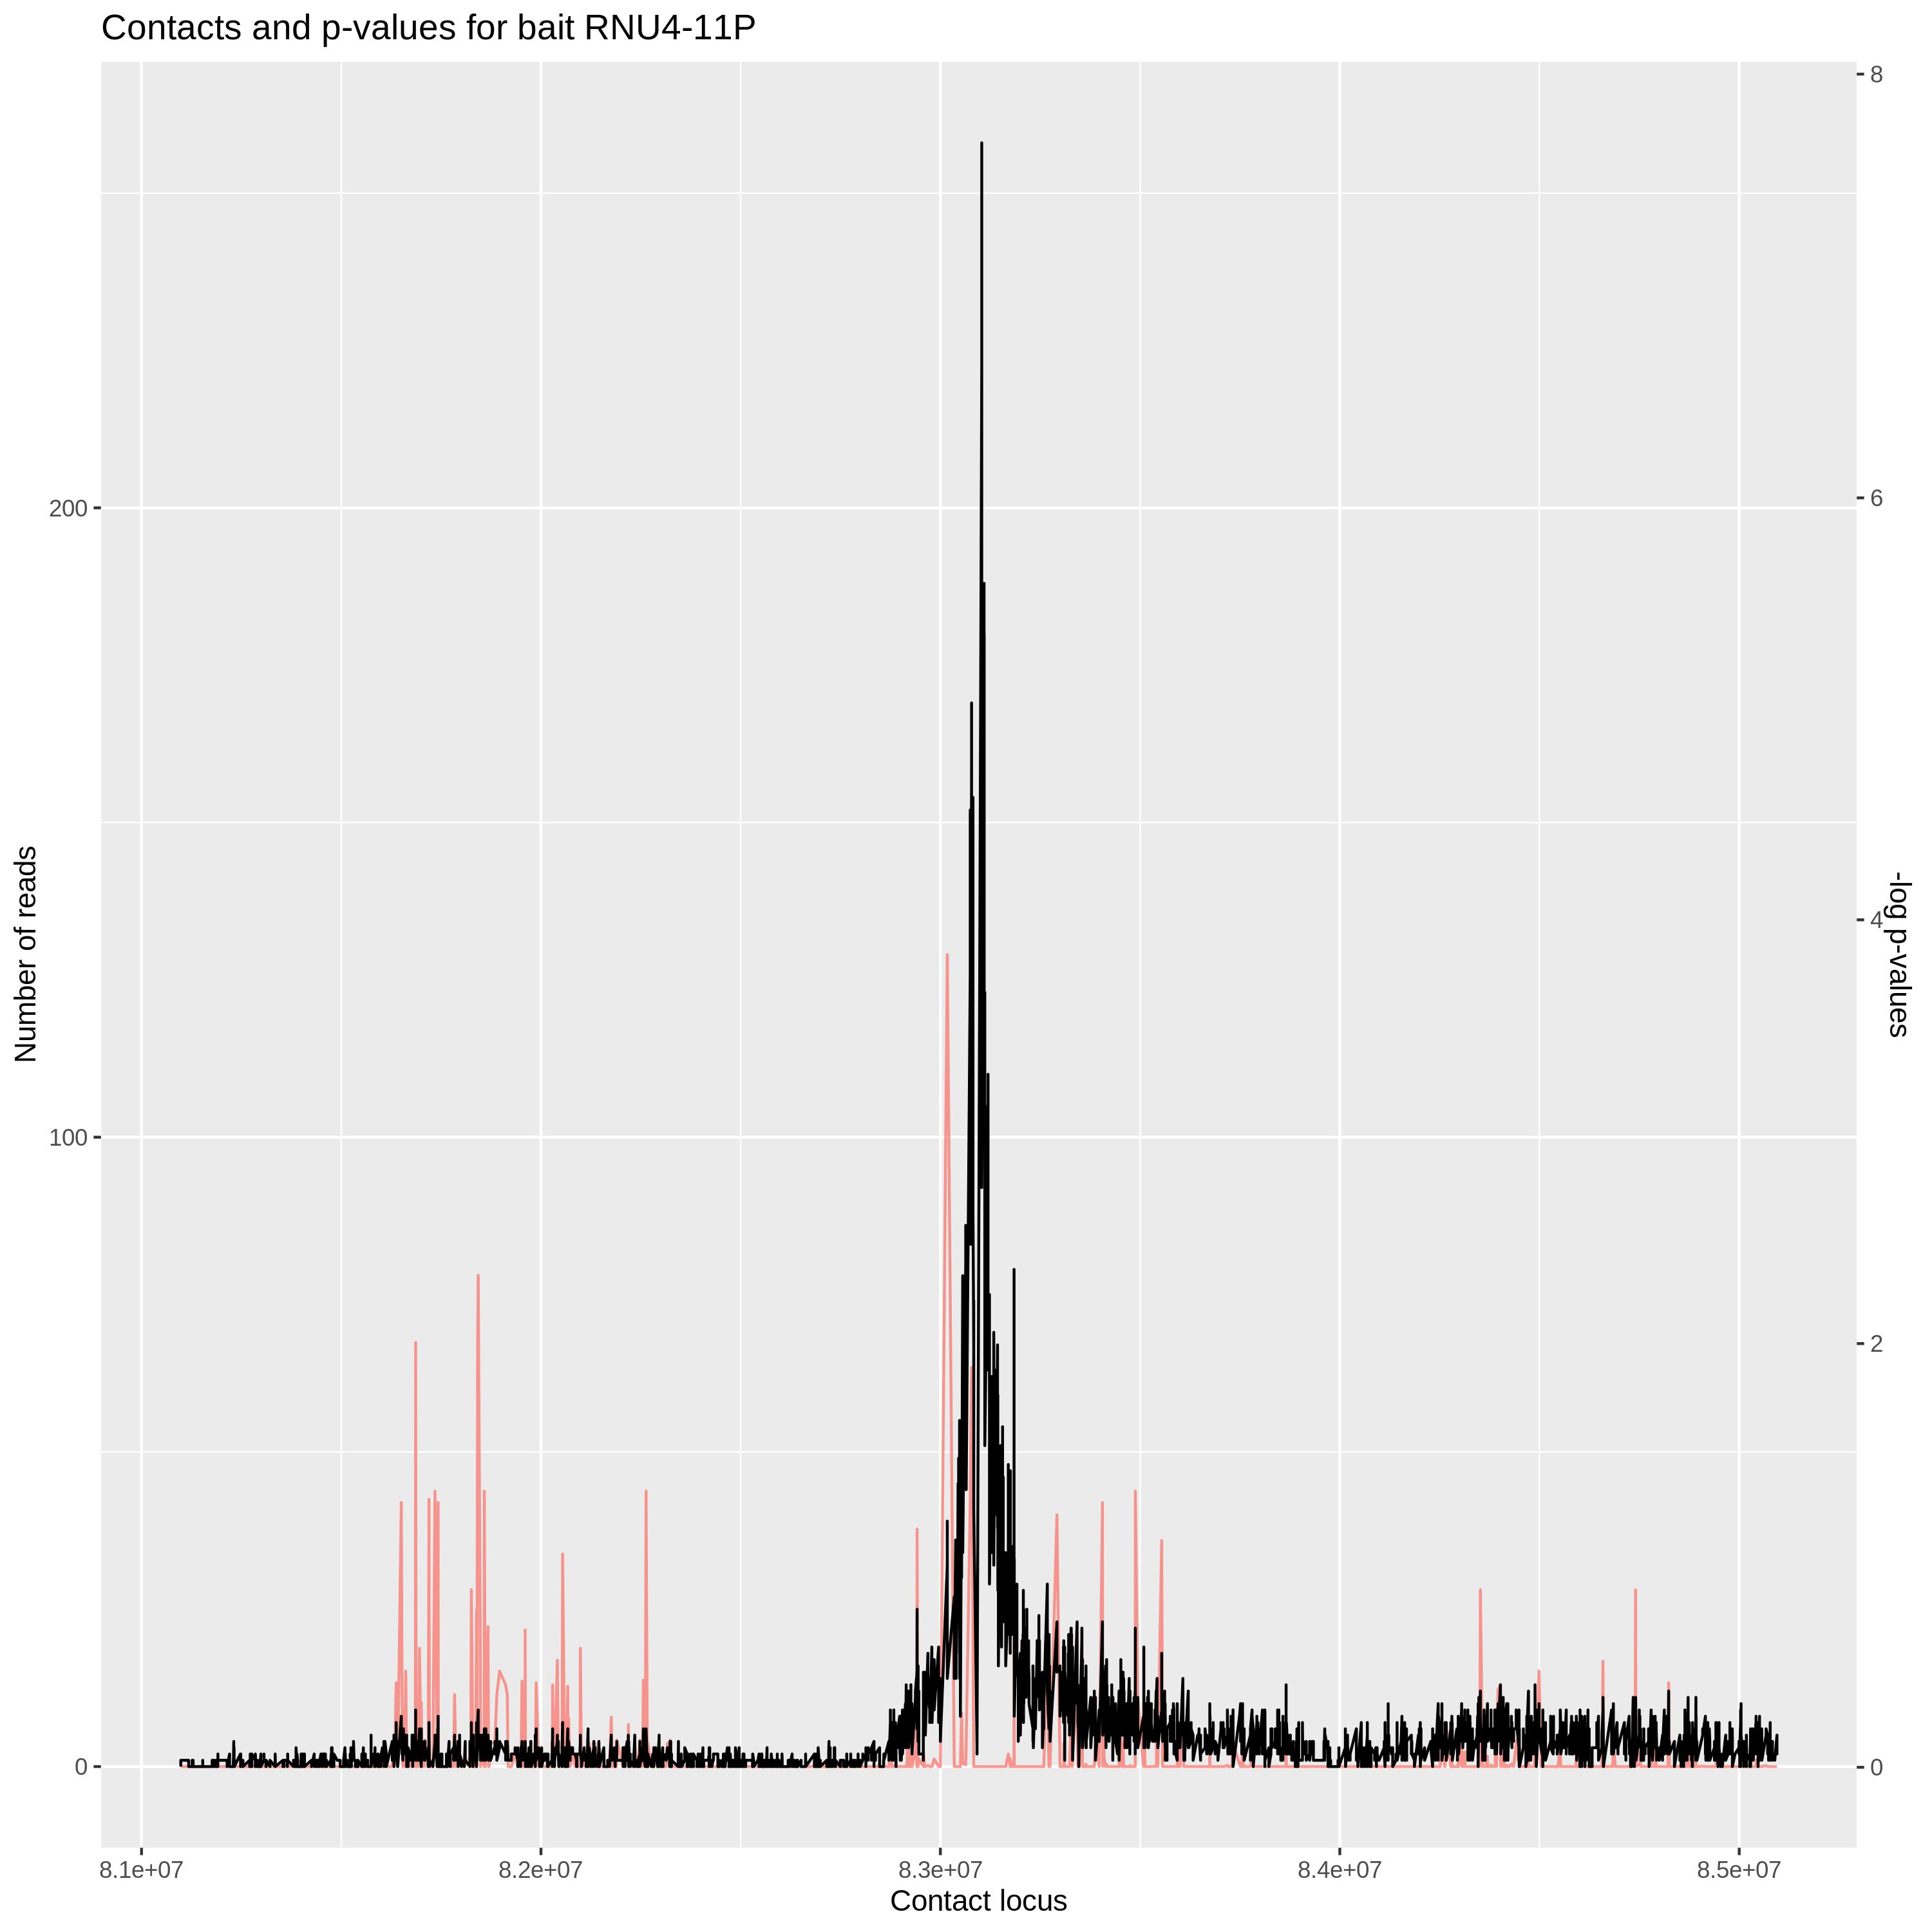 Contacts and p-values for bait RNU4-11P
8
200
6
4
100
2
0
0
Number of reads
-log p-values
8.1e+07
8.2e+07
8.3e+07
8.4e+07
8.5e+07
Contact locus